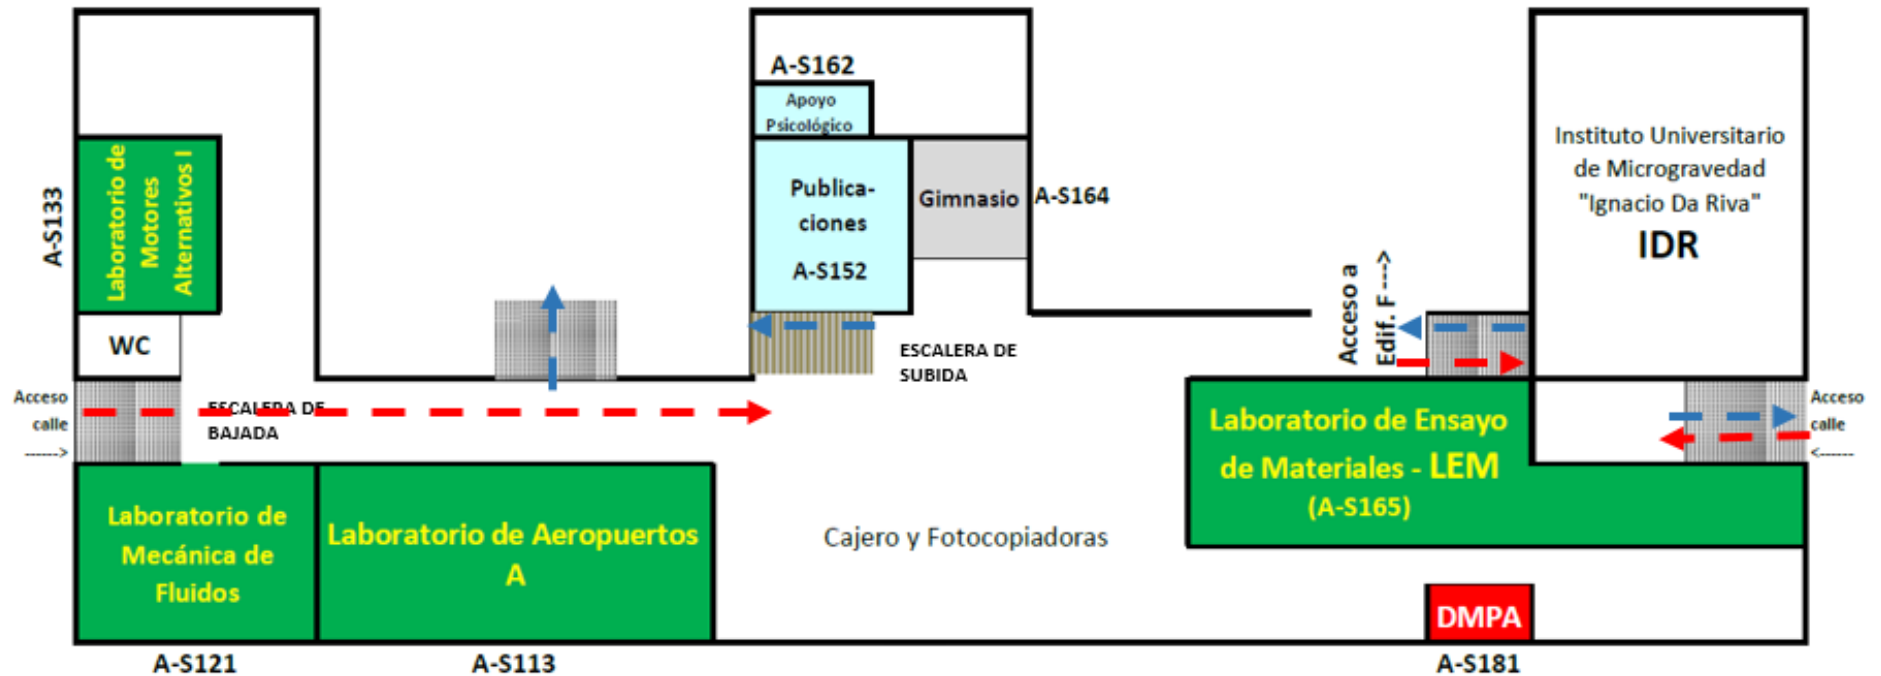 A-S162
Apoyo
Psicológico
Laboratorio de
Motores
Alternativos I
A-S133
Publica-
ciones
A-S152
Gimnasio
A-S164
Instituto Universitario
de Microgravedad
"Ignacio Da Riva"
IDR
Acceso a
Edif. F --->
WC
ESCALERA DE
SUBIDA
Acceso
calle
------>
ESCALERA DE
BAJADA
Laboratorio de Ensayo
de Materiales - LEM
(A-S165)
Acceso
calle
<------
Laboratorio de
Mecánica de
Fluidos
Laboratorio de Aeropuertos
A
Cajero y Fotocopiadoras
DMPA
A-S121
A-S113
A-S181